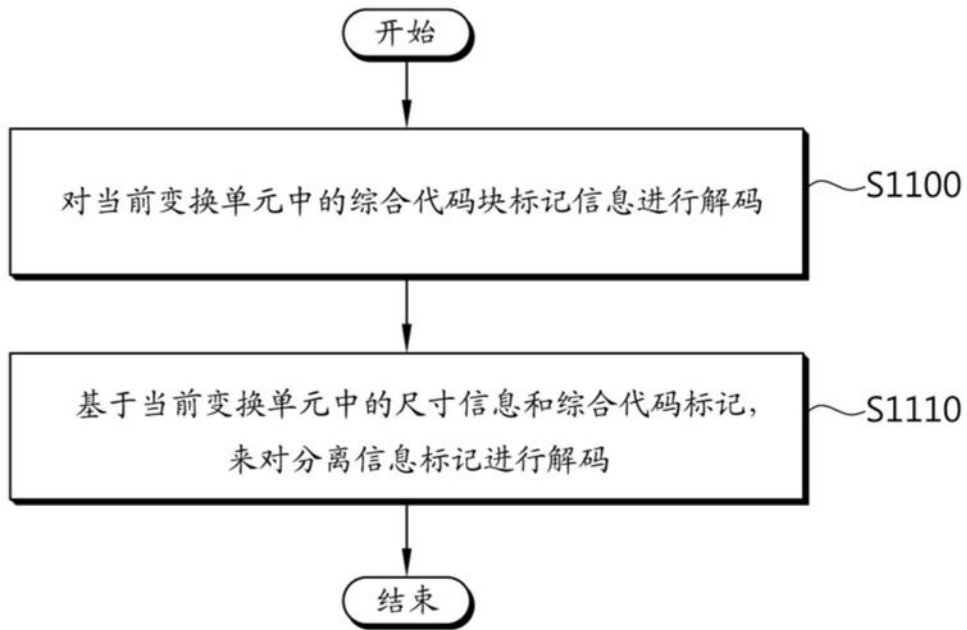 开始
对当前变换单元中的综合代码块标记信息进行解码
S1100
基于当前变换单元中的尺寸信息和综合代码标记,
来对分离信息标记进行解码
S1110
结束